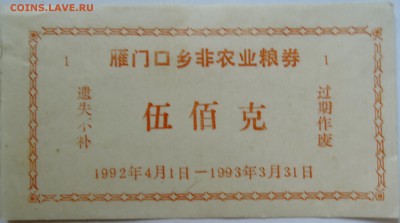 COINS.LAVE.RU
雁门口乡非农业粮券
1
1
遗失不补
伍佰克
过期作废
1992年4月1日—1993年3月31日